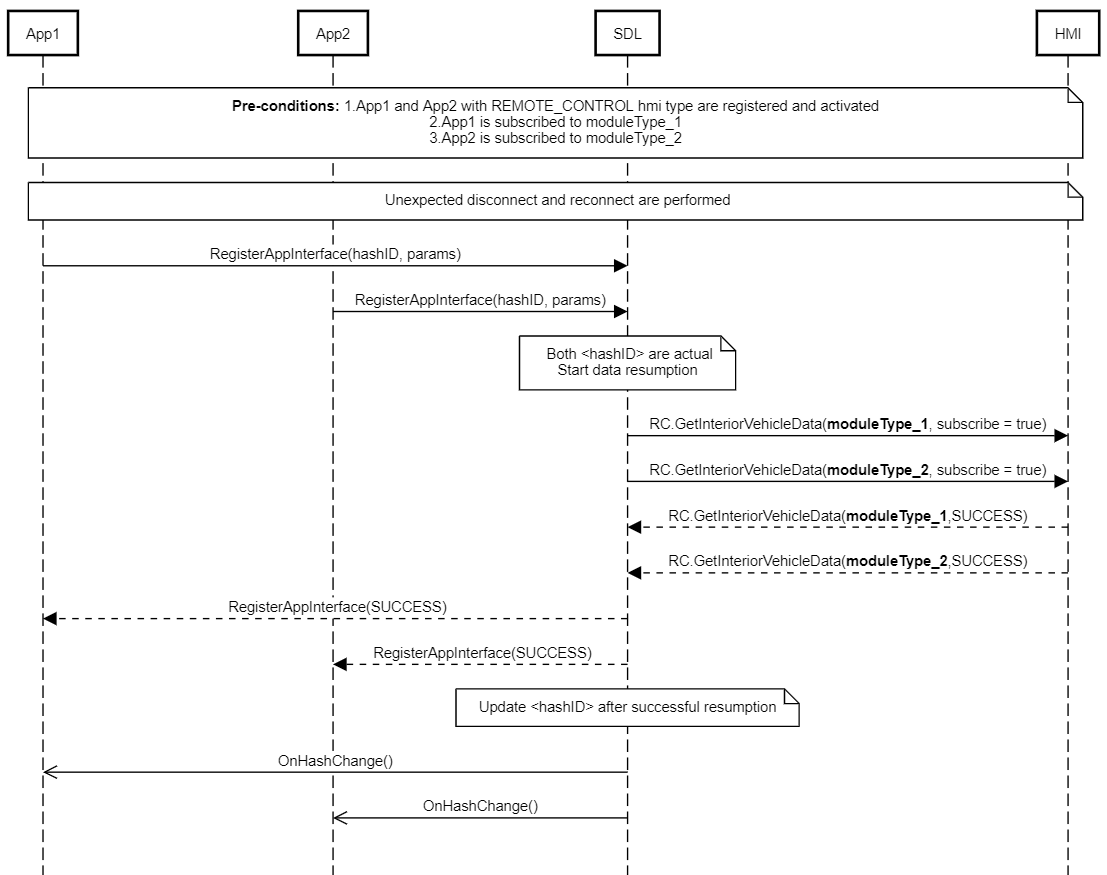 App1
App2
SDL
HMI
Pre-conditions: 1.App1 and App2 with REMOTE_CONTROL hmi type are registered and activated
2.App1 is subscribed to moduleType_1
3.App2 is subscribed to moduleType_2
Unexpected disconnect and reconnect are performed
RegisterAppInterface(hashID, params)
RegisterAppInterface(hashID, params)
Both <hashID> are actual
Start data resumption
RC.GetInteriorVehicleData(moduleType_1, subscribe = true)
RC.GetInteriorVehicleData(moduleType_2, subscribe = true)
RC.GetInteriorVehicleData(moduleType_1,SUCCESS)
RC.GetInteriorVehicleData(moduleType_2,SUCCESS)
RegisterAppInterface(SUCCESS)
RegisterAppInterface(SUCCESS)
Update <hashID> after successful resumption
OnHashChange()
OnHashChange()